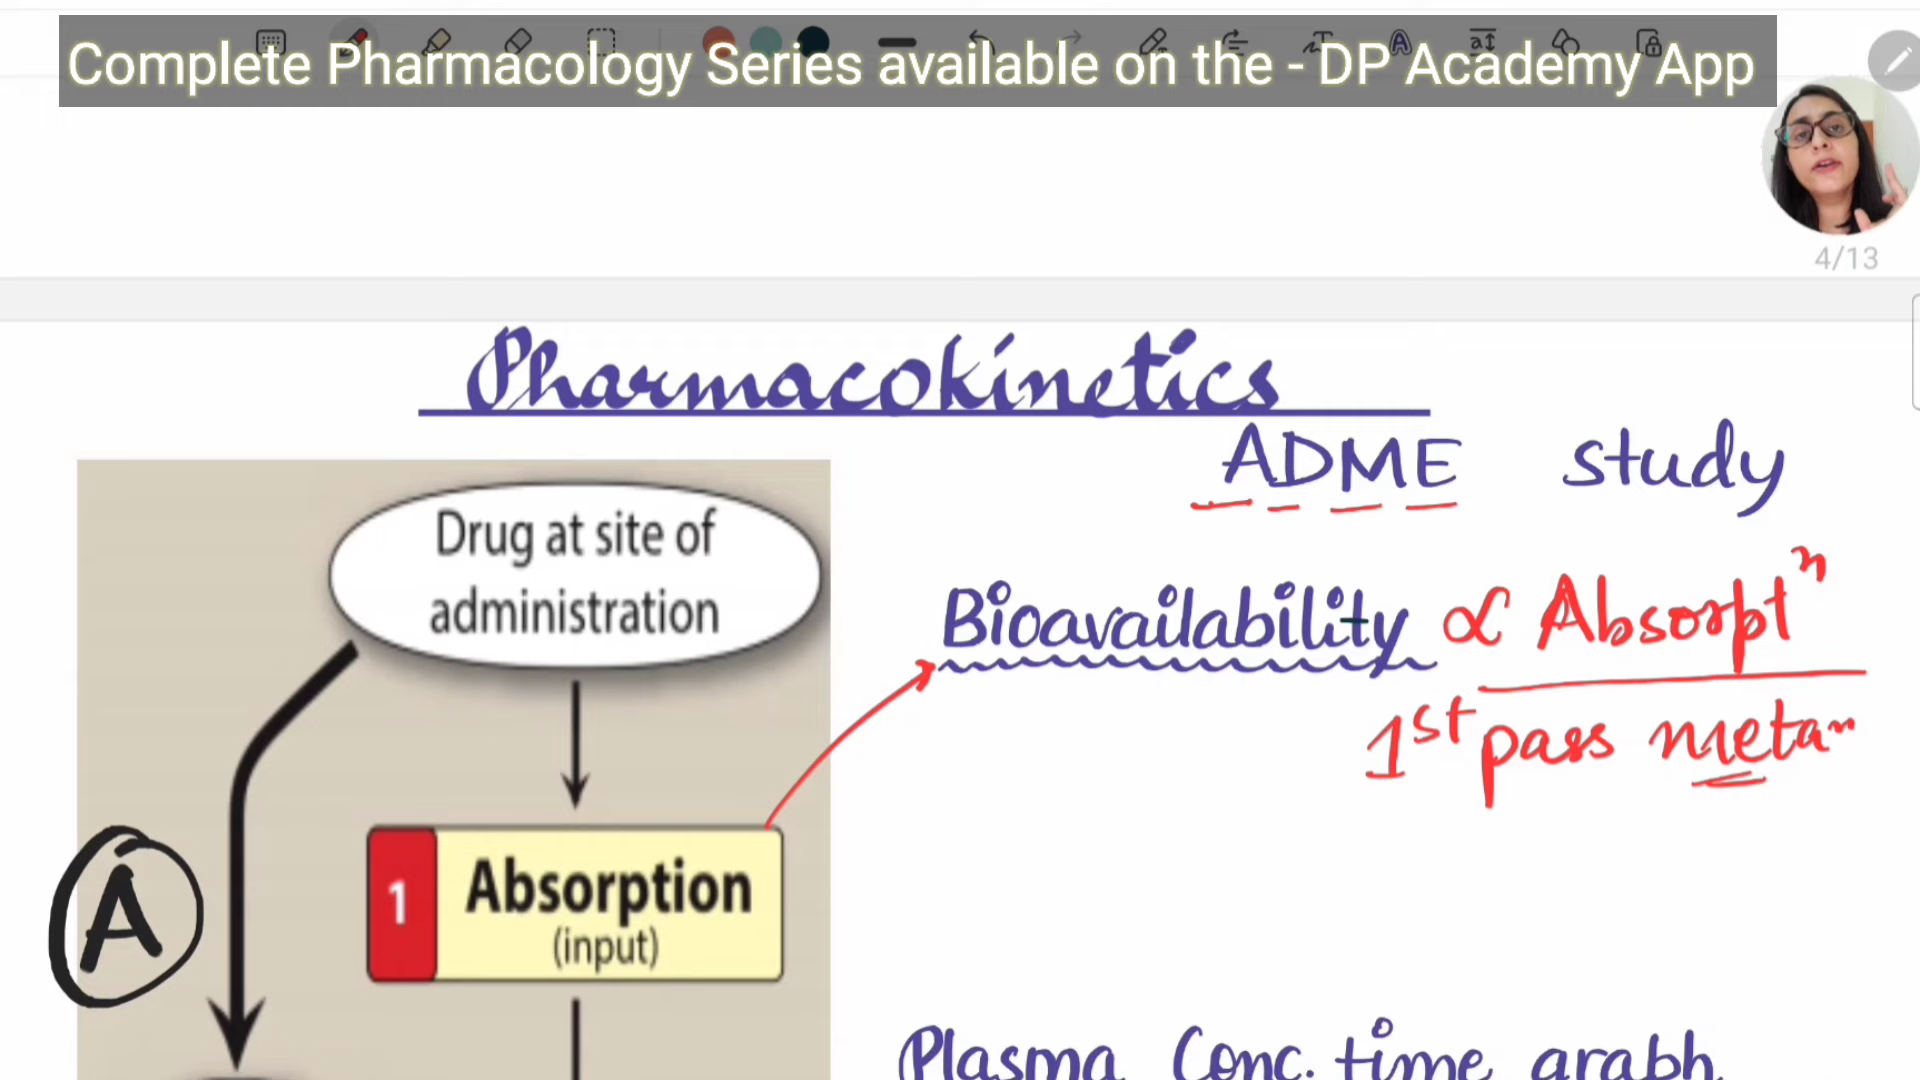 Complete Pharmacology Series available on the - DP Academy App
4/13
Pharmacokinetics
ADME study
Drug at site of
administration
Bioavailability ∝ Absorptⁿ
1st pass metaⁿ
1 Absorption
(input)
A
Plasma Conc. time graph